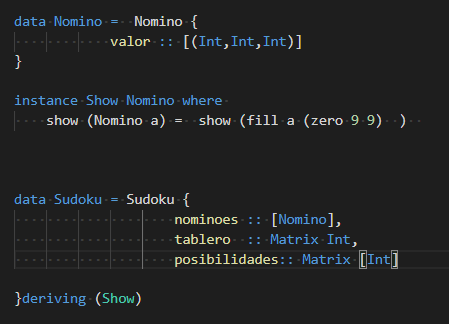 data Nomino = Nomino {
            valor :: [(Int,Int,Int)]
}
instance Show Nomino where
    show (Nomino a) = show (fill a (zero 9 9) )
data Sudoku = Sudoku {
                    nominoes :: [Nomino],
                    tablero :: Matrix Int,
                    posibilidades:: Matrix [Int]
}deriving (Show)